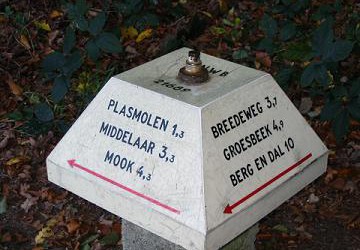 PLASMOLEN 1,3
MIDDELAAR 3,3
MOOK 4,3
BREEDEWEG 3,7
GROESBEEK 4,9
BERG EN DAL 10